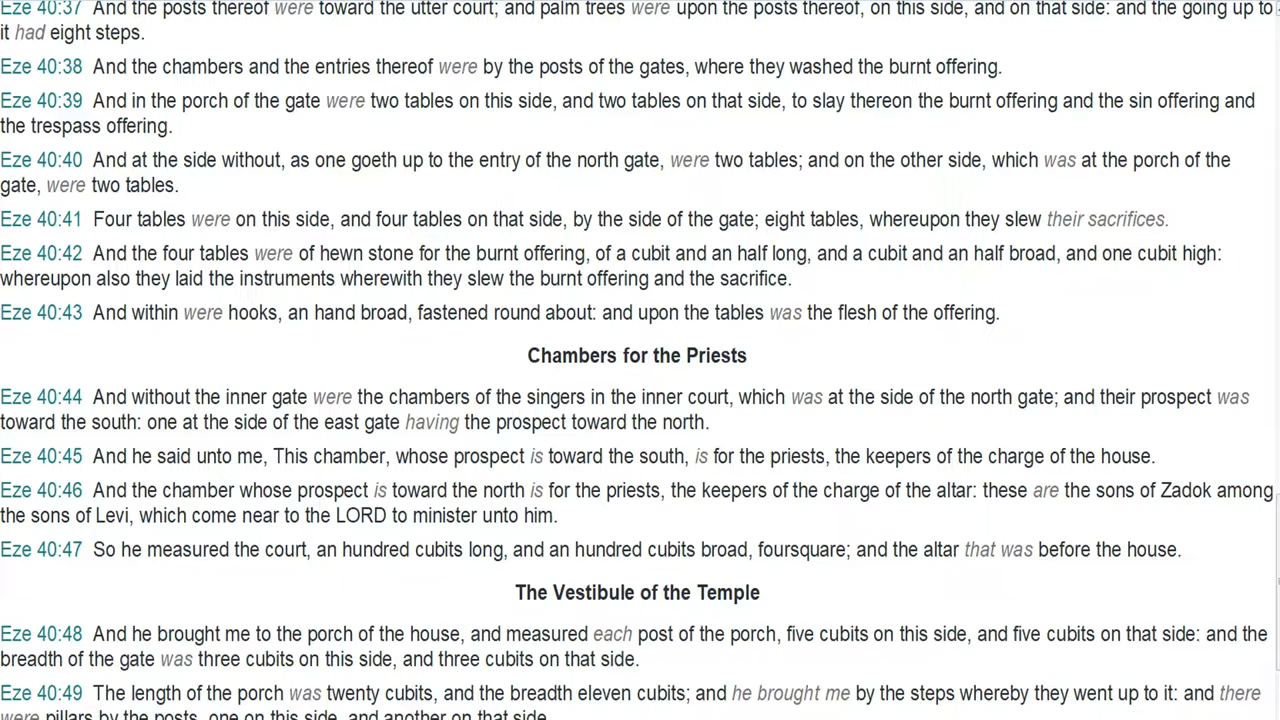 Eze 40:37 And the posts thereof were toward the utter court; and palm trees were upon the posts thereof, on this side, and on that side: and the going up to
it had eight steps.
Eze 40:38 And the chambers and the entries thereof were by the posts of the gates, where they washed the burnt offering.
Eze 40:39 And in the porch of the gate were two tables on this side, and two tables on that side, to slay thereon the burnt offering and the sin offering and
the trespass offering.
Eze 40:40 And at the side without, as one goeth up to the entry of the north gate, were two tables; and on the other side, which was at the porch of the
gate, were two tables.
Eze 40:41 Four tables were on this side, and four tables on that side, by the side of the gate; eight tables, whereupon they slew their sacrifices.
Eze 40:42 And the four tables were of hewn stone for the burnt offering, of a cubit and an half long, and a cubit and an half broad, and one cubit high:
whereupon also they laid the instruments wherewith they slew the burnt offering and the sacrifice.
Eze 40:43 And within were hooks, an hand broad, fastened round about: and upon the tables was the flesh of the offering.
Chambers for the Priests
Eze 40:44 And without the inner gate were the chambers of the singers in the inner court, which was at the side of the north gate; and their prospect was
toward the south: one at the side of the east gate having the prospect toward the north.
Eze 40:45 And he said unto me, This chamber, whose prospect is toward the south, is for the priests, the keepers of the charge of the house.
Eze 40:46 And the chamber whose prospect is toward the north is for the priests, the keepers of the charge of the altar: these are the sons of Zadok among
the sons of Levi, which come near to the LORD to minister unto him.
Eze 40:47 So he measured the court, an hundred cubits long, and an hundred cubits broad, foursquare; and the altar that was before the house.
The Vestibule of the Temple
Eze 40:48 And he brought me to the porch of the house, and measured each post of the porch, five cubits on this side, and five cubits on that side: and the
breadth of the gate was three cubits on this side, and three cubits on that side.
Eze 40:49 The length of the porch was twenty cubits, and the breadth eleven cubits; and he brought me by the steps whereby they went up to it: and there
were pillars by the posts, one on this side, and another on that side.